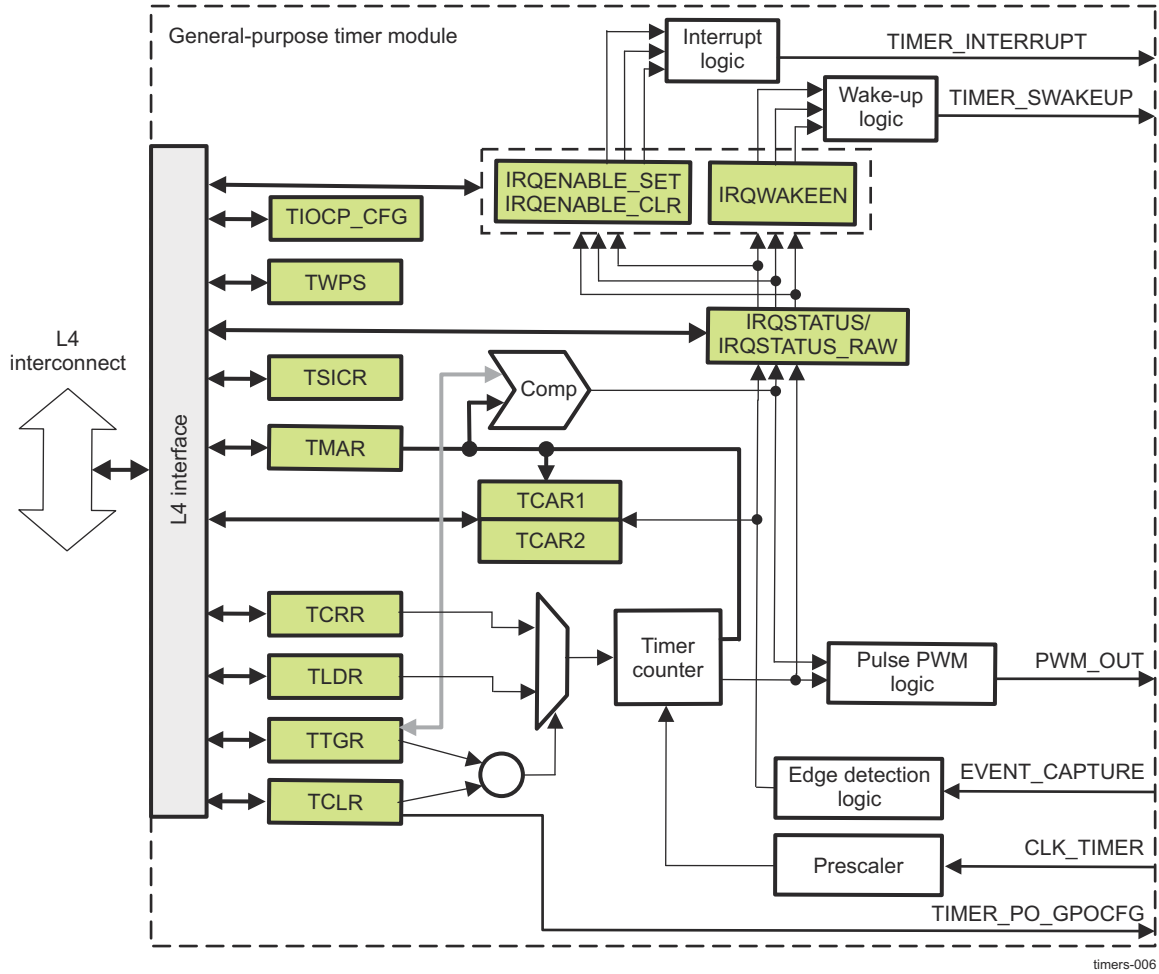 General-purpose timer module
Interrupt
logic
TIMER_INTERRUPT
Wake-up
logic
TIMER_SWAKEUP
IRQENABLE_SET
IRQENABLE_CLR
IRQWAKEEN
TIOCP_CFG
TWPS
IRQSTATUS/
IRQSTATUS_RAW
L4
interconnect
L4 interface
TSICR
Comp
TMAR
TCAR1
TCAR2
TCRR
TLDR
TTGR
TCLR
Timer
counter
Pulse PWM
logic
PWM_OUT
Edge detection
logic
EVENT_CAPTURE
Prescaler
CLK_TIMER
TIMER_PO_GPOCFG
timers-006